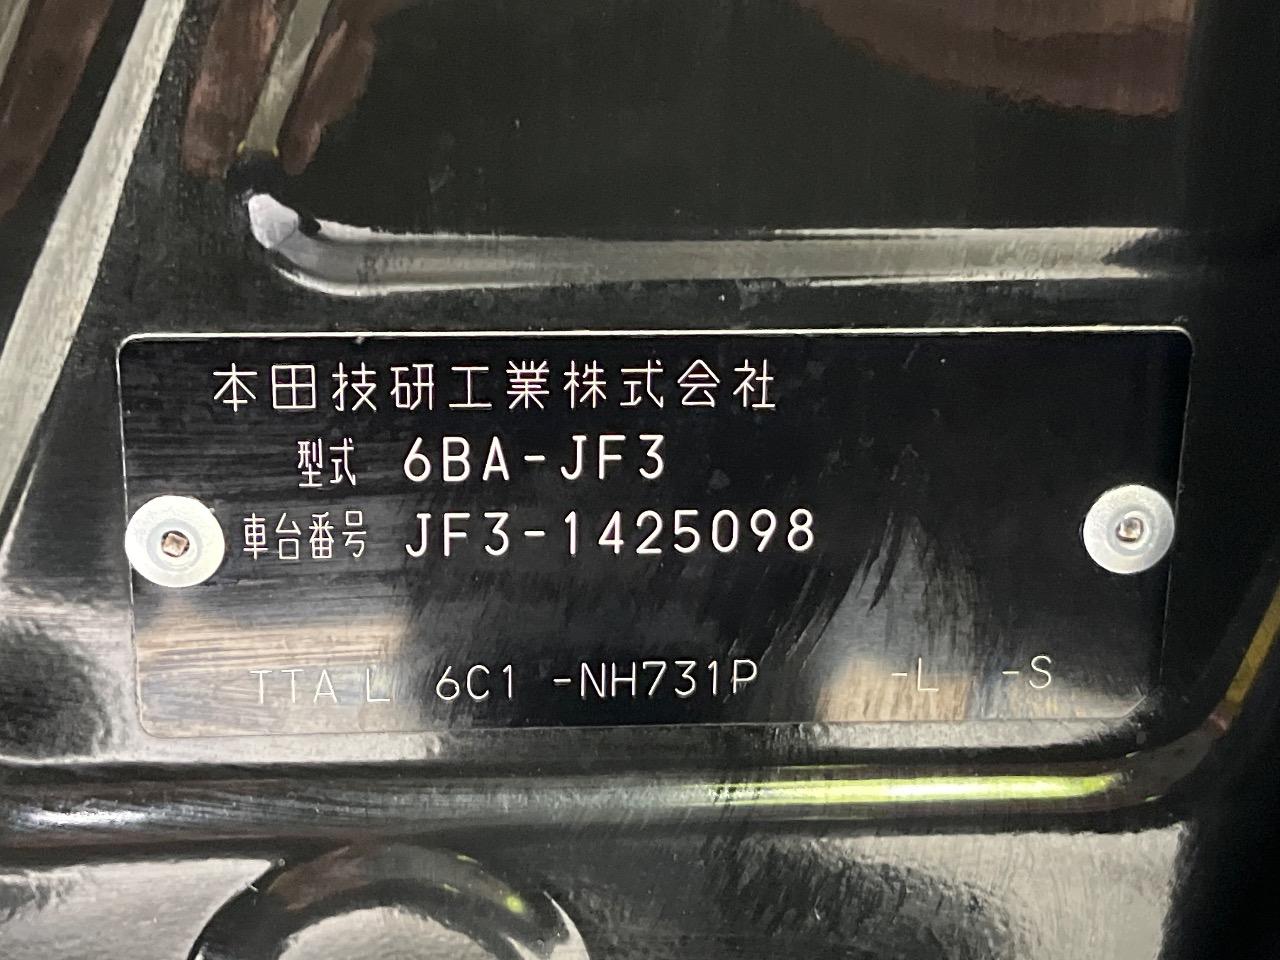 本田技研工業株式会社
型式 6BA-JF3
車台番号 JF3-1425098
TTA L 6C1 -NH731P -L -S